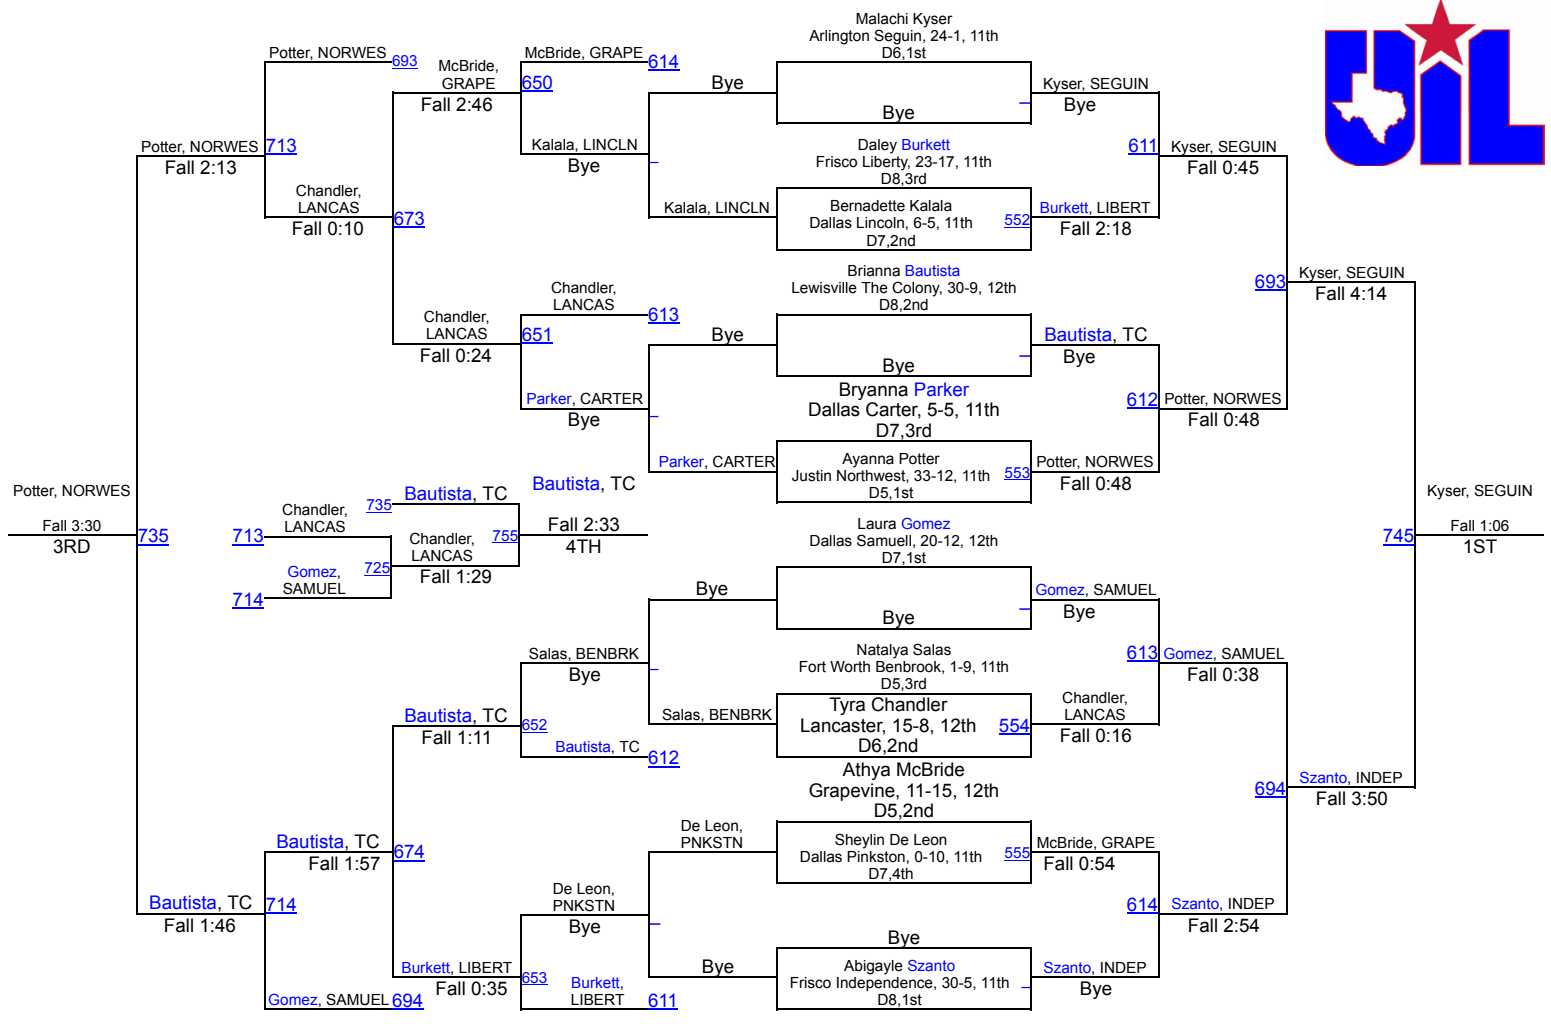 Malachi Kyser
Arlington Seguin, 24-1, 11th
D6,1st
UIL
Potter, NORWES
693
McBride,
GRAPE
Fall 2:46
McBride, GRAPE
614
650
Bye
Bye
Kyser, SEGUIN
Bye
Potter, NORWES
Fall 2:13
713
Kalala, LINCLN
Bye
Daley Burkett
Frisco Liberty, 23-17, 11th
D8,3rd
611
Kyser, SEGUIN
Fall 0:45
Chandler,
LANCAS
Fall 0:10
673
Kalala, LINCLN
Bernadette Kalala
Dallas Lincoln, 6-5, 11th
D7,2nd
552
Burkett, LIBERT
Fall 2:18
Brianna Bautista
Lewisville The Colony, 30-9, 12th
D8,2nd
693
Kyser, SEGUIN
Fall 4:14
Chandler,
LANCAS
Fall 0:24
Chandler,
LANCAS
613
651
Bye
Bye
Bautista, TC
Bye
Parker, CARTER
Bye
Bryanna Parker
Dallas Carter, 5-5, 11th
D7,3rd
612
Potter, NORWES
Fall 0:48
Parker, CARTER
Ayanna Potter
Justin Northwest, 33-12, 11th
D5,1st
553
Potter, NORWES
Fall 0:48
Potter, NORWES
Fall 3:30
3RD
735
Chandler,
LANCAS
713
735
Bautista, TC
Bautista, TC
Fall 2:33
4TH
Chandler,
LANCAS
Fall 1:29
755
Gomez,
SAMUEL
714
725
Laura Gomez
Dallas Samuell, 20-12, 12th
D7,1st
745
Kyser, SEGUIN
Fall 1:06
1ST
Bye
Bye
Gomez, SAMUEL
Bye
Salas, BENBRK
Bye
Natalya Salas
Fort Worth Benbrook, 1-9, 11th
D5,3rd
613
Gomez, SAMUEL
Fall 0:38
Bautista, TC
Fall 1:11
652
Salas, BENBRK
Tyra Chandler
Lancaster, 15-8, 12th
D6,2nd
554
Chandler,
LANCAS
Fall 0:16
Bautista, TC
612
Athya McBride
Grapevine, 11-15, 12th
D5,2nd
694
Szanto, INDEP
Fall 3:50
Bautista, TC
Fall 1:57
674
De Leon,
PNKSTN
Sheylin De Leon
Dallas Pinkston, 0-10, 11th
D7,4th
555
McBride, GRAPE
Fall 0:54
Bautista, TC
Fall 1:46
714
De Leon,
PNKSTN
Bye
614
Szanto, INDEP
Fall 2:54
Bye
Burkett, LIBERT
Fall 0:35
653
Bye
Abigayle Szanto
Frisco Independence, 30-5, 11th
D8,1st
Szanto, INDEP
Bye
Gomez, SAMUEL
694
Burkett,
LIBERT
611